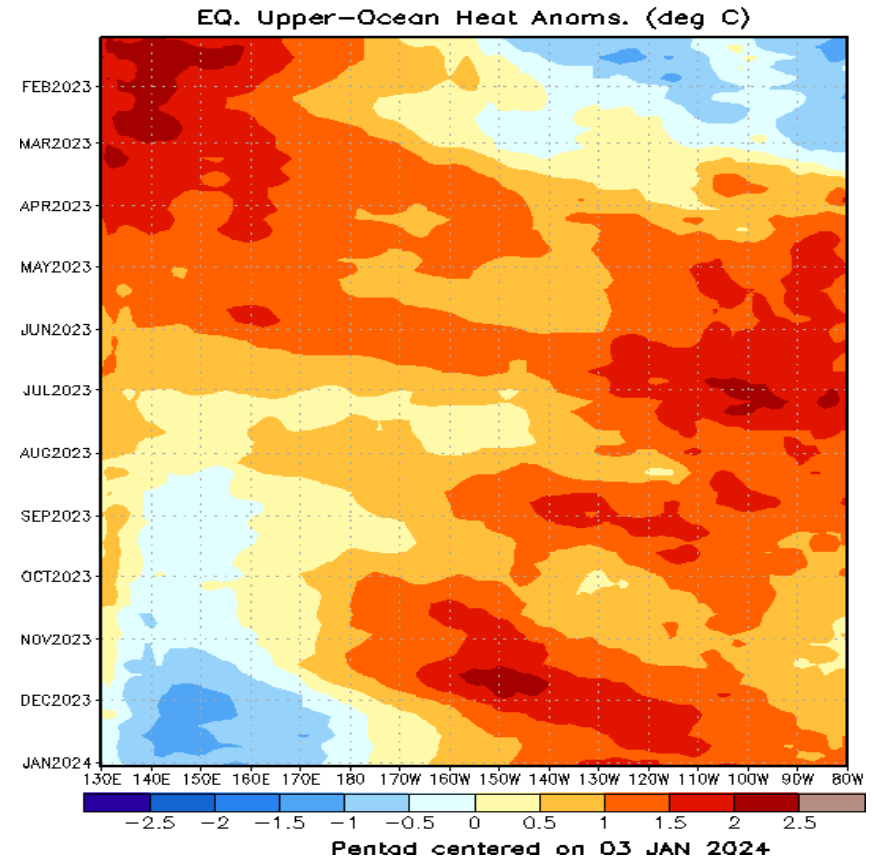 EQ. Upper-Ocean Heat Anoms. (deg C)
FEB2023
MAR2023
APR2023
MAY2023
JUN2023
JUL2023
AUG2023
SEP2023
OCT2023
NOV2023
DEC2023
JAN2024
130E 140E 150E 160E 170E 180 170W 160W 150W 140W 130W 120W 110W 100W 90W 80W
-2.5 -2 -1.5 -1 -0.5 0 0.5 1 1.5 2 2.5
Pentad centered on 03 JAN 2024